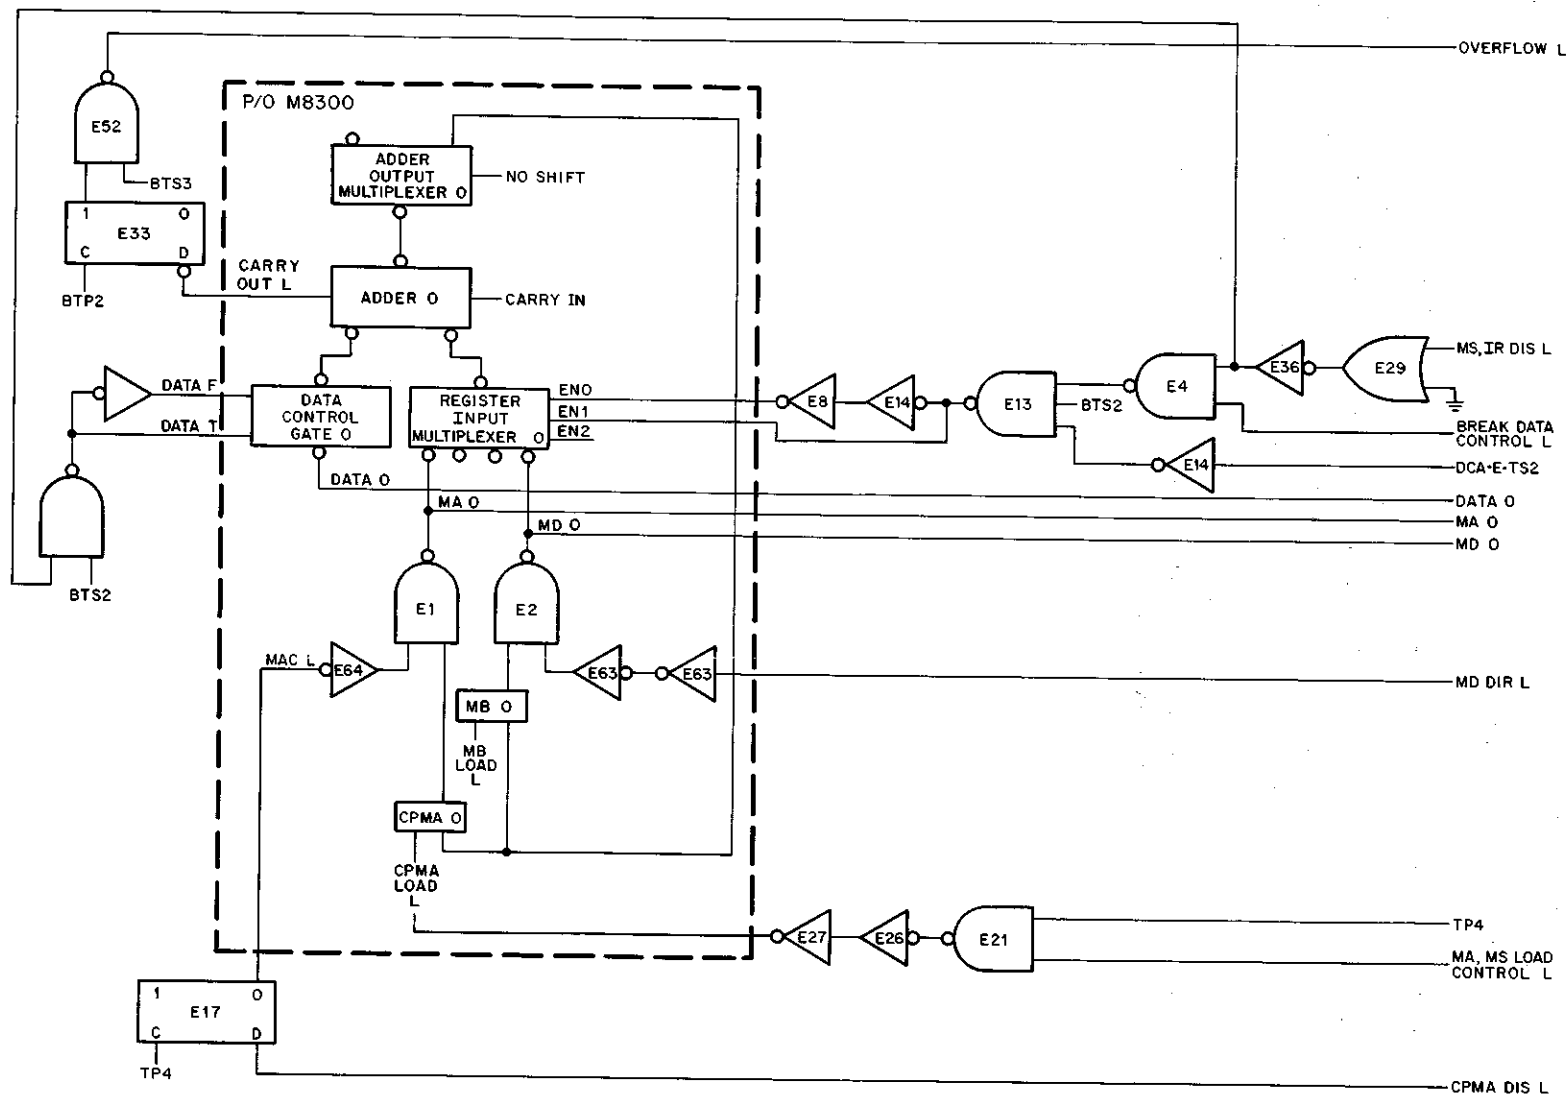 OVERFLOW L
P/O M8300
E52
ADDER
OUTPUT
MULTIPLEXER 0
NO SHIFT
BTS3
1 0
E33
C D
BTP2
CARRY
OUT L
ADDER 0
CARRY IN
MS, IR DIS L
E29
E36
E4
DATA F
DATA
CONTROL
GATE 0
DATA T
REGISTER
INPUT
MULTIPLEXER 0
EN0
EN1
EN2
E8
E14
E13
BTS2
BREAK DATA
CONTROL L
E14
DCA•E•TS2
DATA 0
DATA 0
MA 0
MA 0
MD 0
MD 0
BTS2
E1
E2
MAC L
E64
E63
E63
MD DIR L
MB 0
MB
LOAD
L
CPMA 0
CPMA
LOAD
L
E27
E26
E21
TP4
MA, MS LOAD
CONTROL L
1 0
E17
C D
TP4
CPMA DIS L